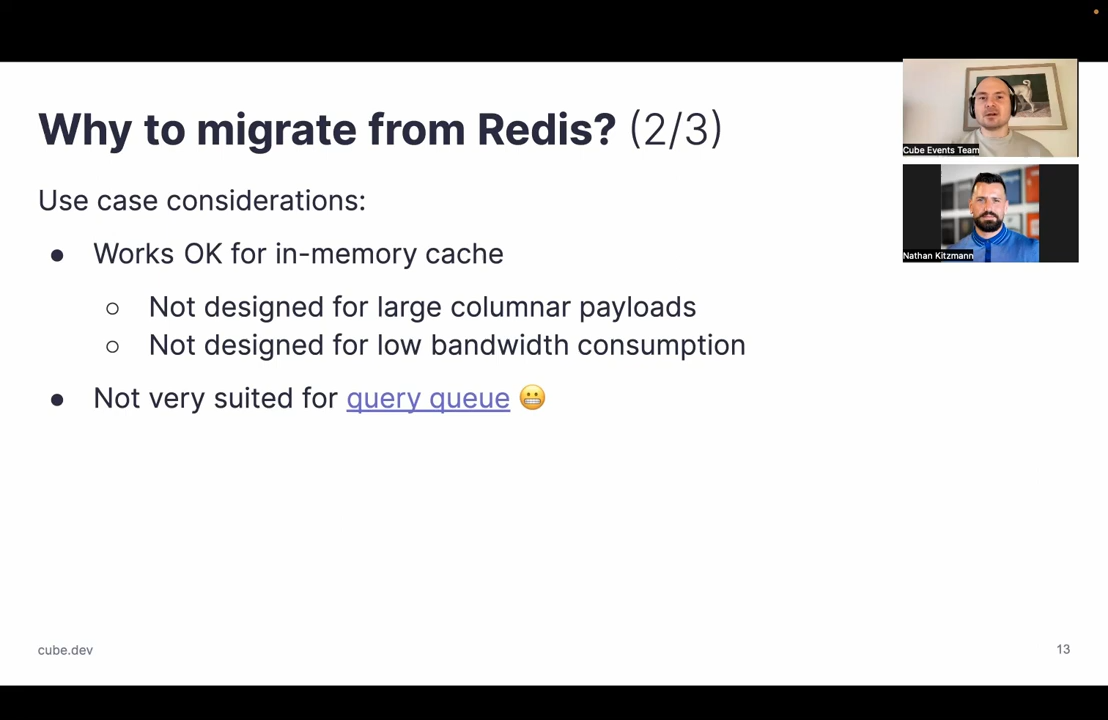 Why to migrate from Redis? (2/3)
Use case considerations:
● Works OK for in-memory cache
○ Not designed for large columnar payloads
○ Not designed for low bandwidth consumption
● Not very suited for query queue 😬
cube.dev
13
Cube Events Team
Nathan Kitzmann